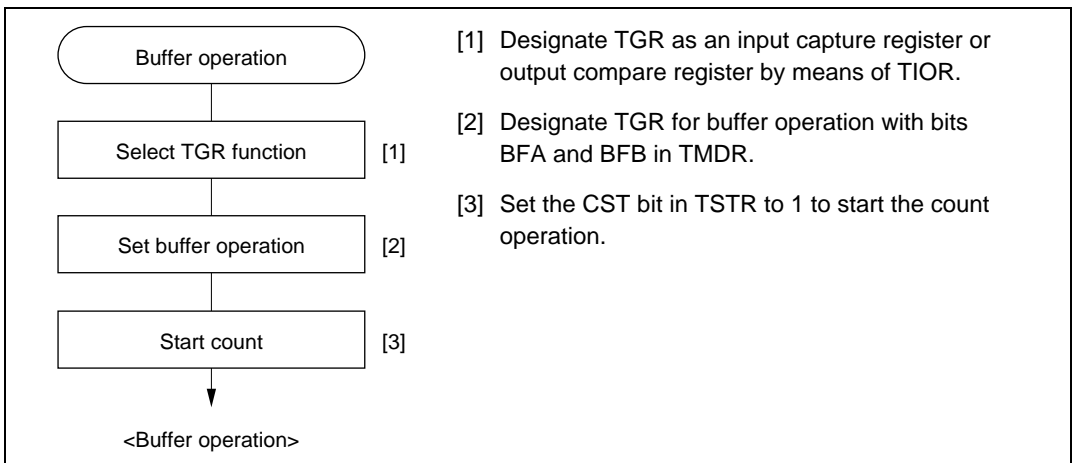 Buffer operation
Select TGR function [1]
Set buffer operation [2]
Start count [3]
<Buffer operation>
[1] Designate TGR as an input capture register or
output compare register by means of TIOR.
[2] Designate TGR for buffer operation with bits
BFA and BFB in TMDR.
[3] Set the CST bit in TSTR to 1 to start the count
operation.